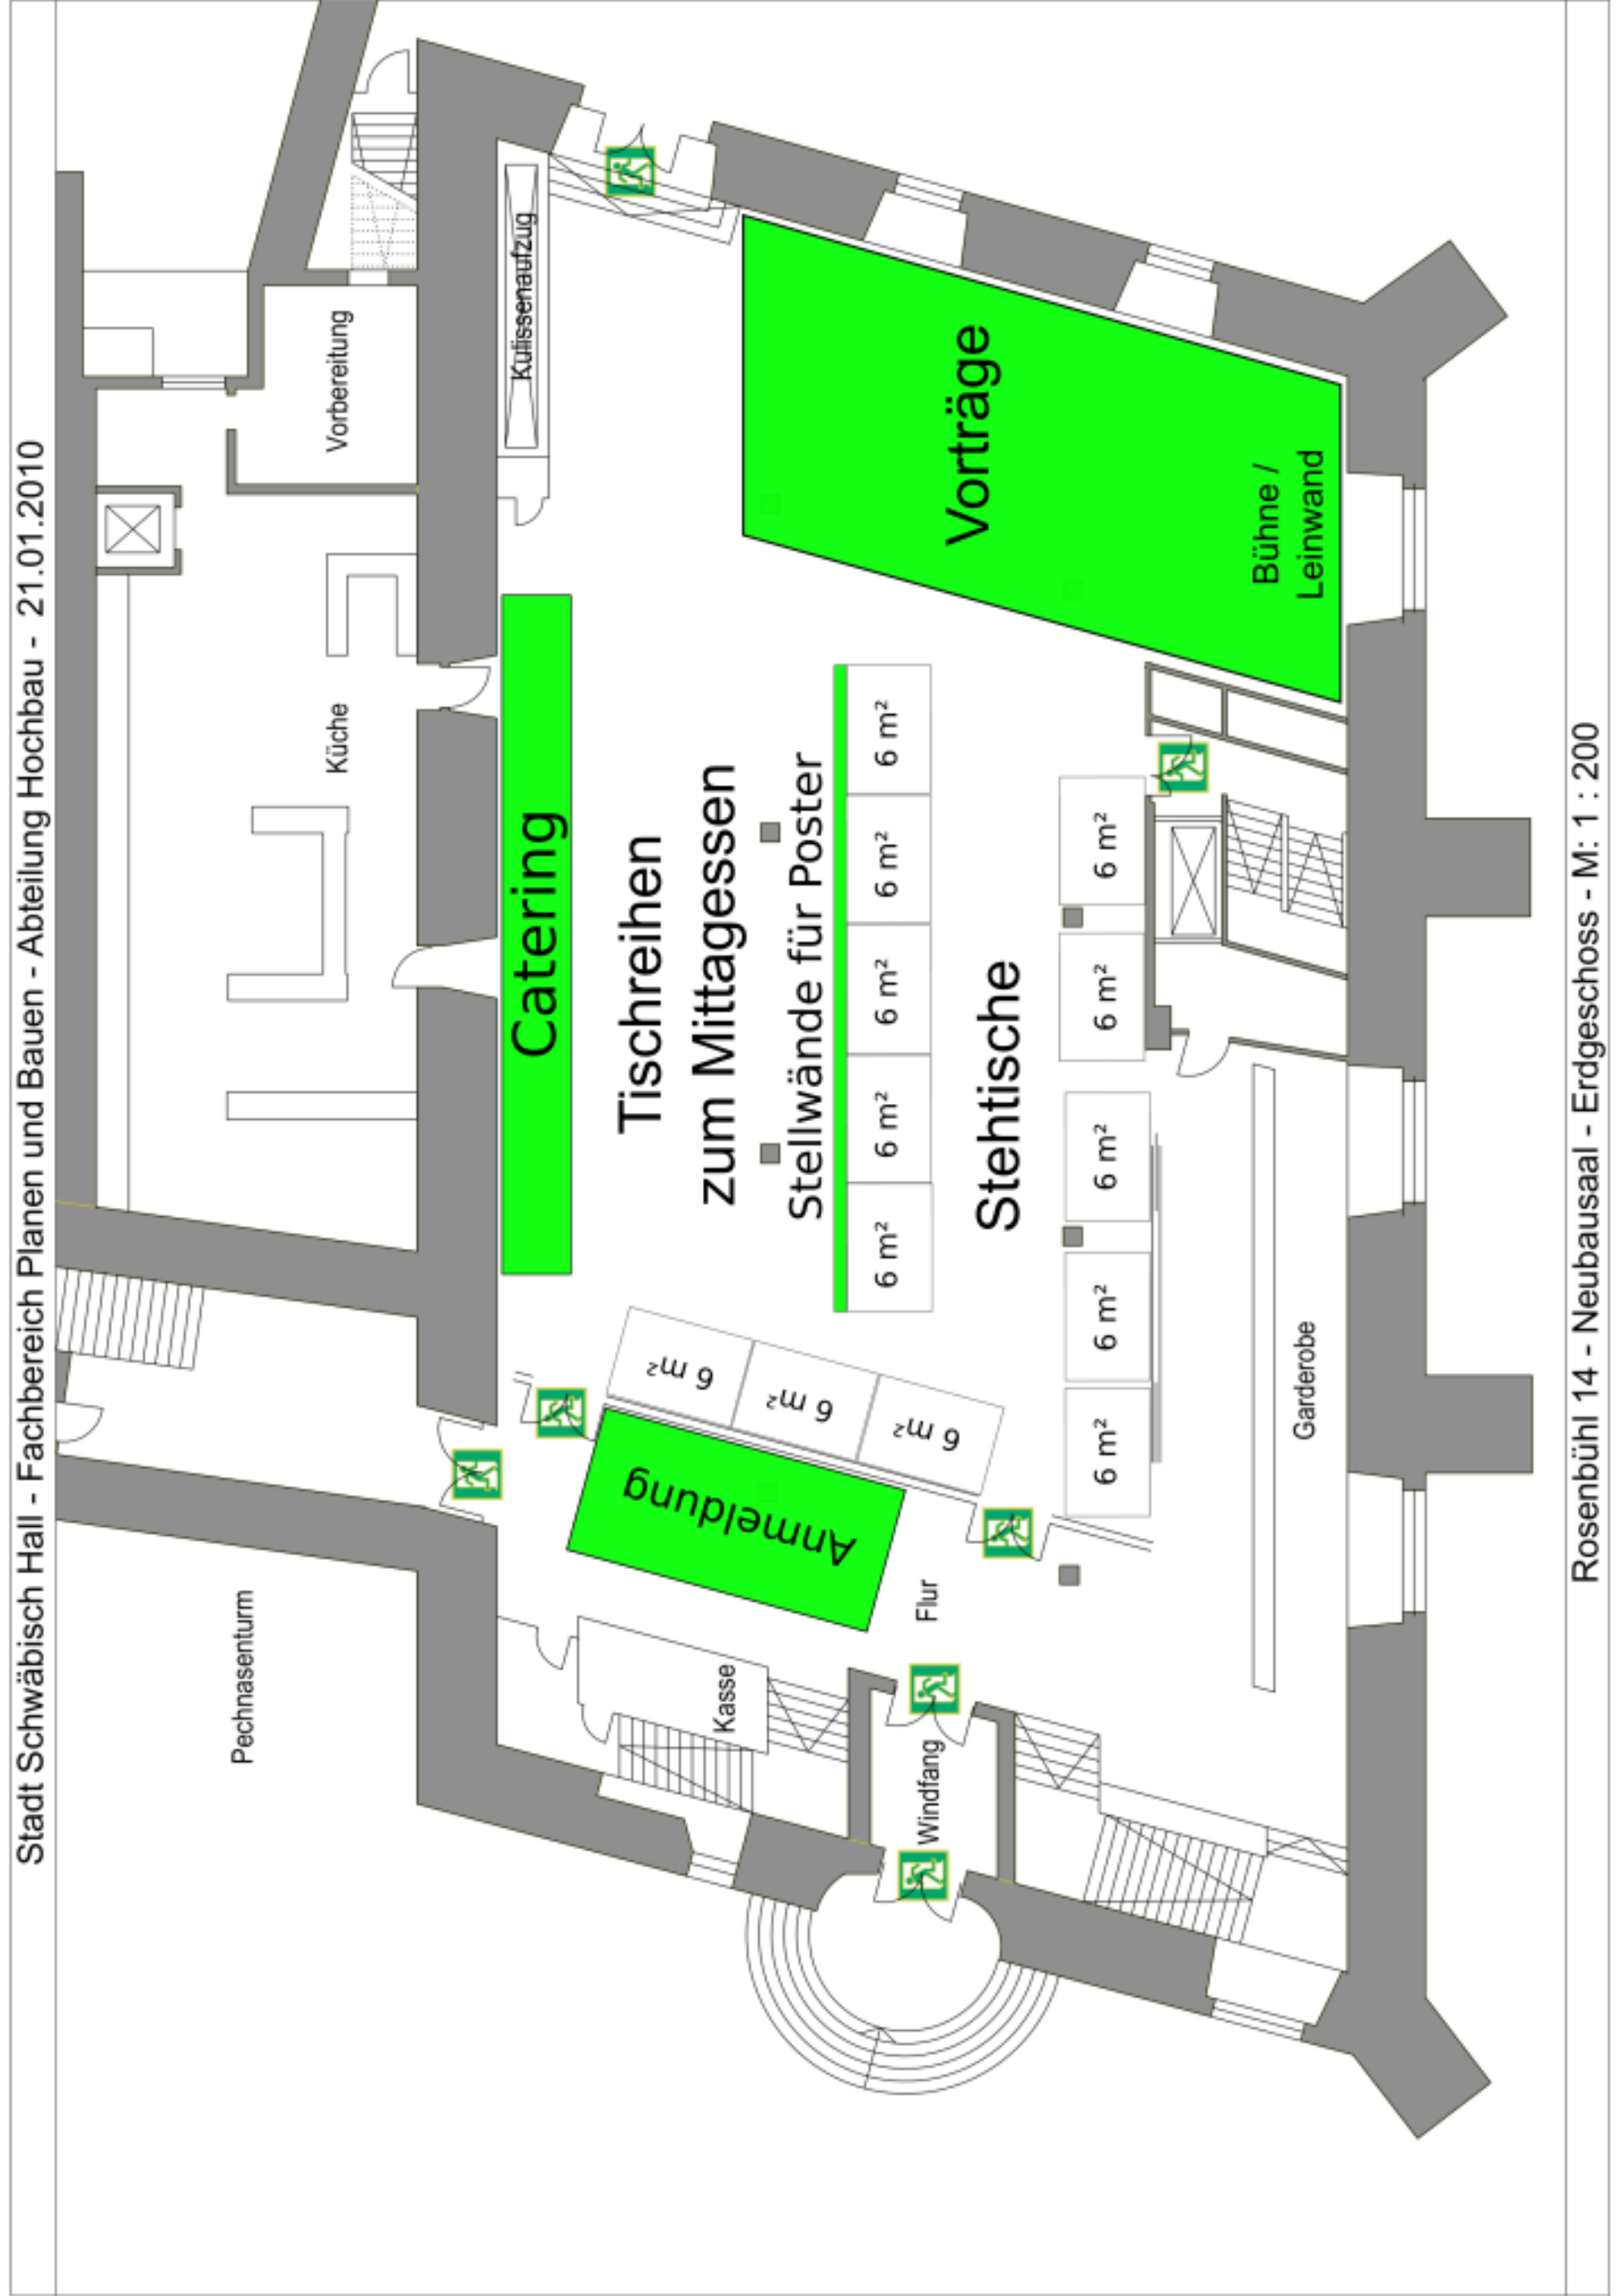 Stadt Schwäbisch Hall - Fachbereich Planen und Bauen - Abteilung Hochbau - 21.01.2010
Pechnasenturm
Küche
Vorbereitung
Kulissenaufzug
Catering
Tischreihen
zum Mittagessen
Stellwände für Poster
6 m²
6 m²
6 m²
6 m²
6 m²
Stehtische
6 m²
6 m²
6 m²
6 m²
6 m²
6 m²
6 m²
6 m²
Anmeldung
Kasse
Flur
Windfang
Garderobe
Vorträge
Bühne /
Leinwand
Rosenbühl 14 - Neubausaal - Erdgeschoss - M: 1 : 200